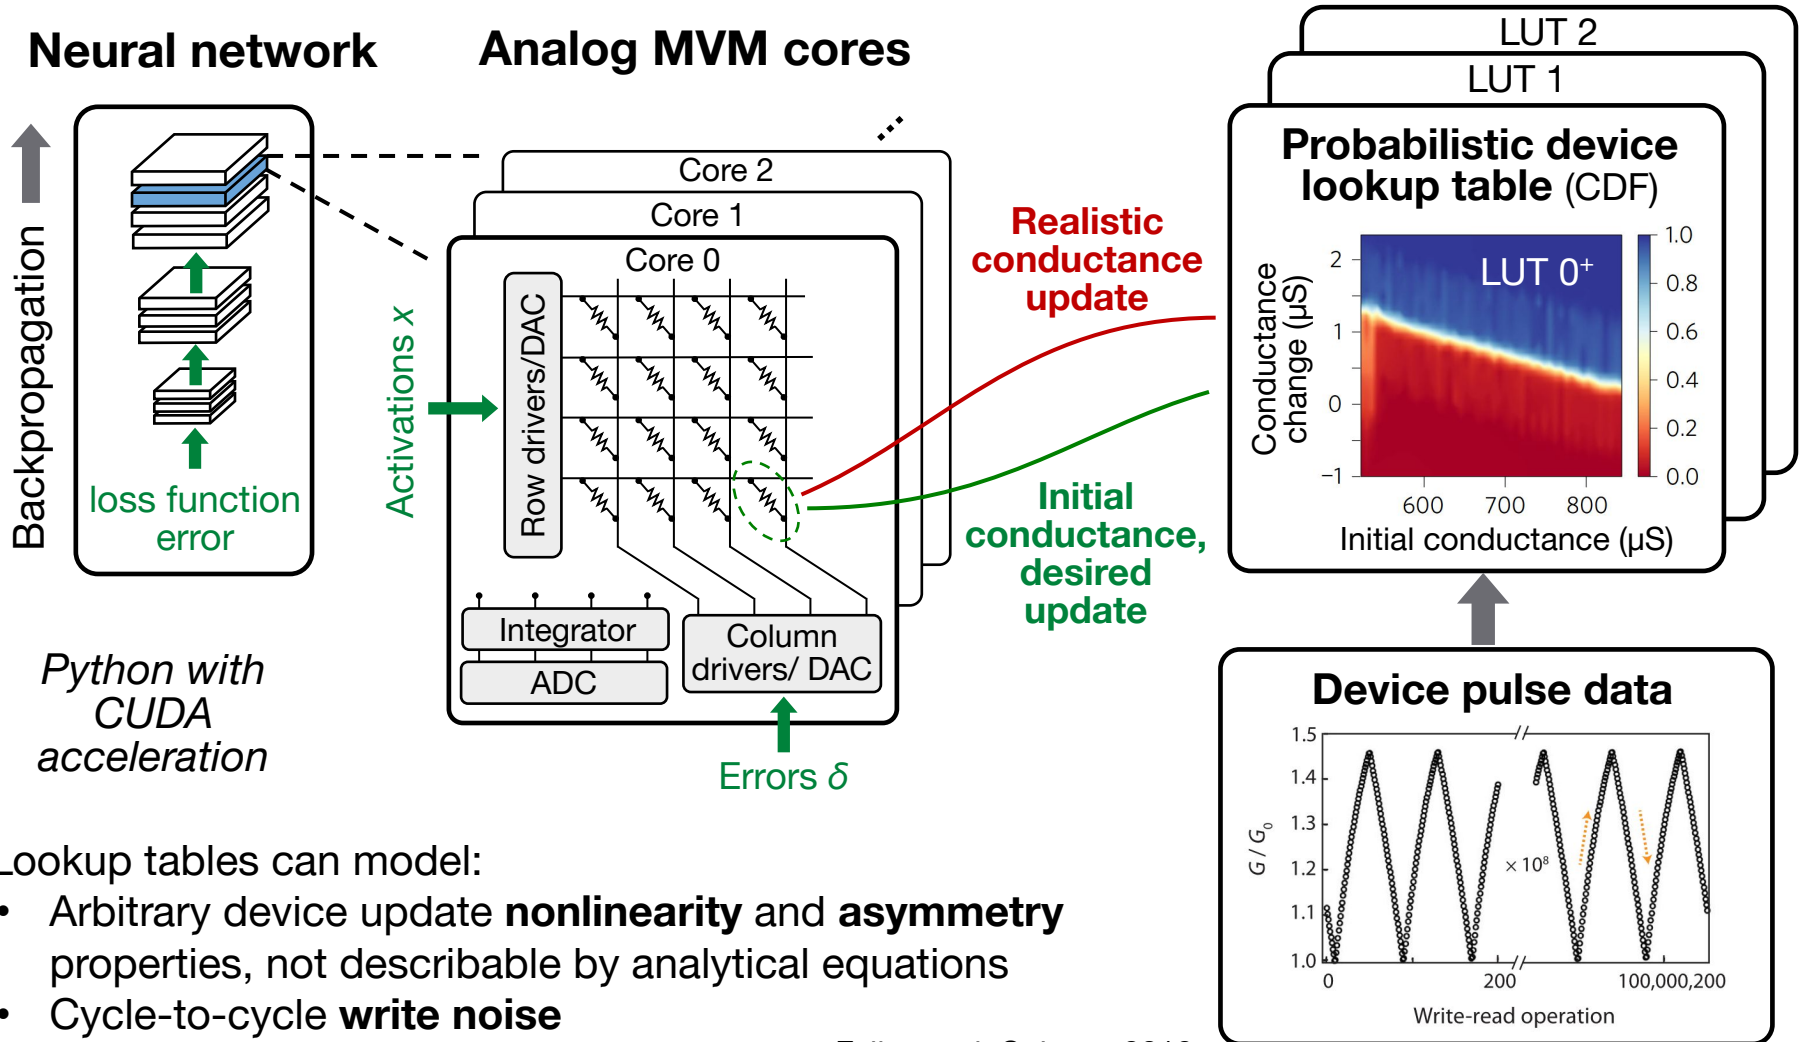 Neural network
Backpropagation
loss function
error
Python with
CUDA
acceleration
Analog MVM cores
Core 2
Core 1
Core 0
Activations x
Row drivers/DAC
Integrator
ADC
Column
drivers/ DAC
Errors δ
Realistic
conductance
update
Initial
conductance,
desired
update
LUT 2
LUT 1
Probabilistic device
lookup table (CDF)
LUT 0⁺
Conductance
change (µS)
2
1
0
−1
600 700 800
Initial conductance (µS)
1.0
0.8
0.6
0.4
0.2
0.0
Device pulse data
G / G₀
1.5
1.4
1.3
1.2
1.1
1.0
× 10⁸
0 200 100,000,200
Write-read operation
Lookup tables can model:
• Arbitrary device update nonlinearity and asymmetry
properties, not describable by analytical equations
• Cycle-to-cycle write noise